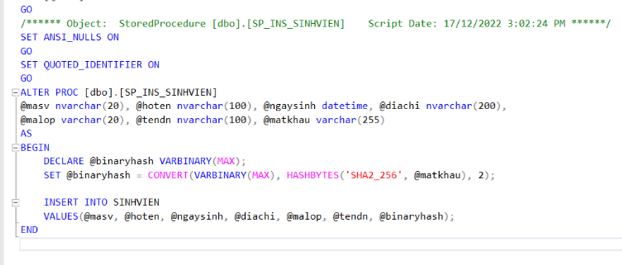 GO
/****** Object:  StoredProcedure [dbo].[SP_INS_SINHVIEN]    Script Date: 17/12/2022 3:02:24 PM ******/
SET ANSI_NULLS ON
GO
SET QUOTED_IDENTIFIER ON
GO
ALTER PROC [dbo].[SP_INS_SINHVIEN]
@masv nvarchar(20), @hoten nvarchar(100), @ngaysinh datetime, @diachi nvarchar(200),
@malop varchar(20), @tendn nvarchar(100), @matkhau varchar(255)
AS
BEGIN
    DECLARE @binaryhash VARBINARY(MAX);
    SET @binaryhash = CONVERT(VARBINARY(MAX), HASHBYTES('SHA2_256', @matkhau), 2);
    INSERT INTO SINHVIEN
    VALUES(@masv, @hoten, @ngaysinh, @diachi, @malop, @tendn, @binaryhash);
END